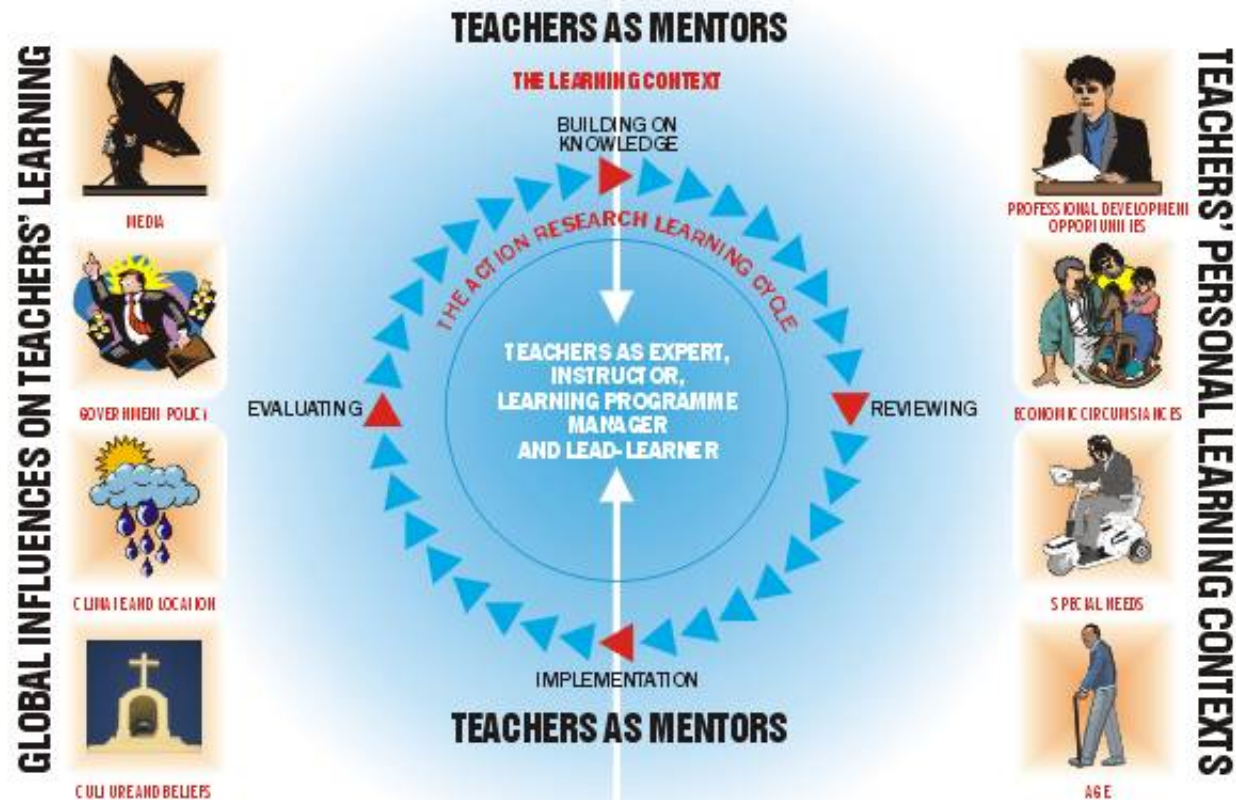 TEACHERS AS MENTORS
THE LEARNING CONTEXT
BUILDING ON
KNOWLEDGE
THE ACTION RESEARCH LEARNING CYCLE
TEACHERS AS EXPERT,
INSTRUCTOR,
LEARNING PROGRAMME
MANAGER
AND LEAD-LEARNER
EVALUATING
REVIEWING
IMPLEMENTATION
TEACHERS AS MENTORS
GLOBAL INFLUENCES ON TEACHERS' LEARNING
MEDIA
GOVERNMENT POLICY
CLIMATE AND LOCATION
CULTURE AND BELIEFS
TEACHERS' PERSONAL LEARNING CONTEXTS
PROFESSIONAL DEVELOPMENT
OPPORTUNITIES
ECONOMIC CIRCUMSTANCES
SPECIAL NEEDS
AGE